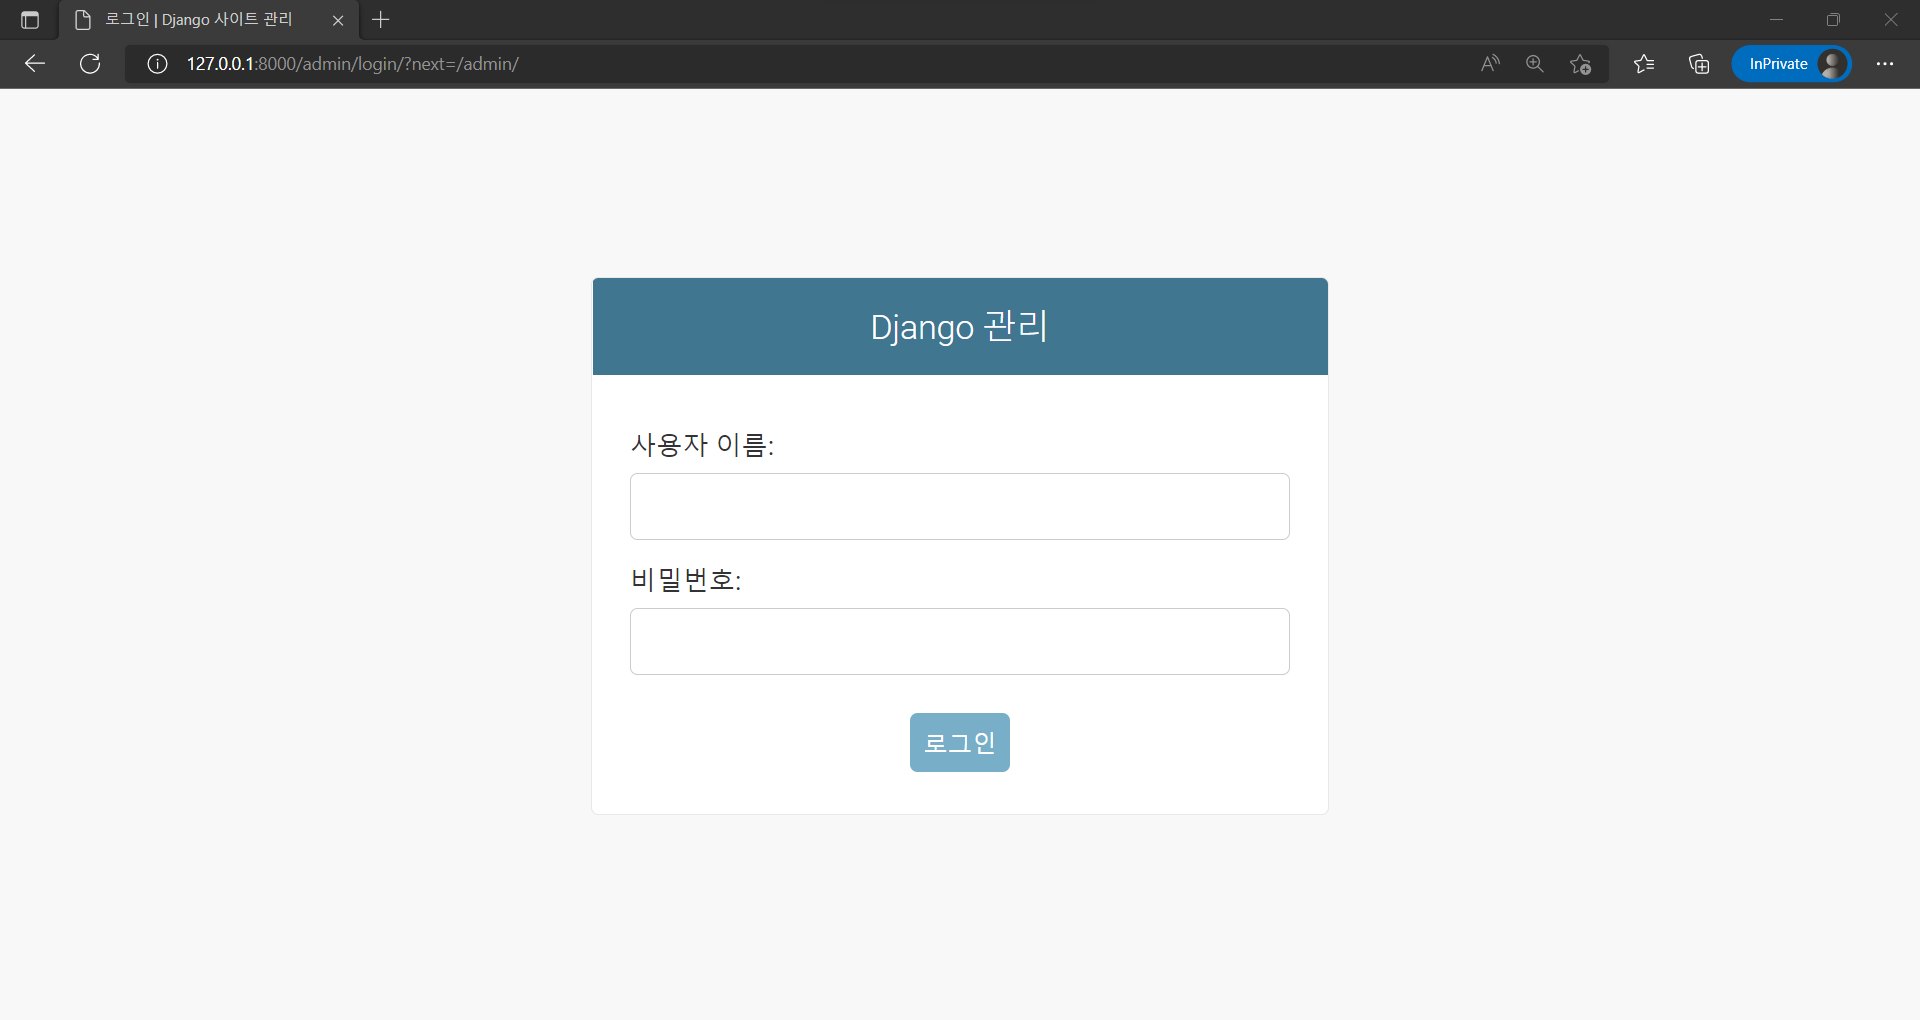 로그인 | Django 사이트 관리
127.0.0.1:8000/admin/login/?next=/admin/
InPrivate
Django 관리
사용자 이름:
비밀번호:
로그인